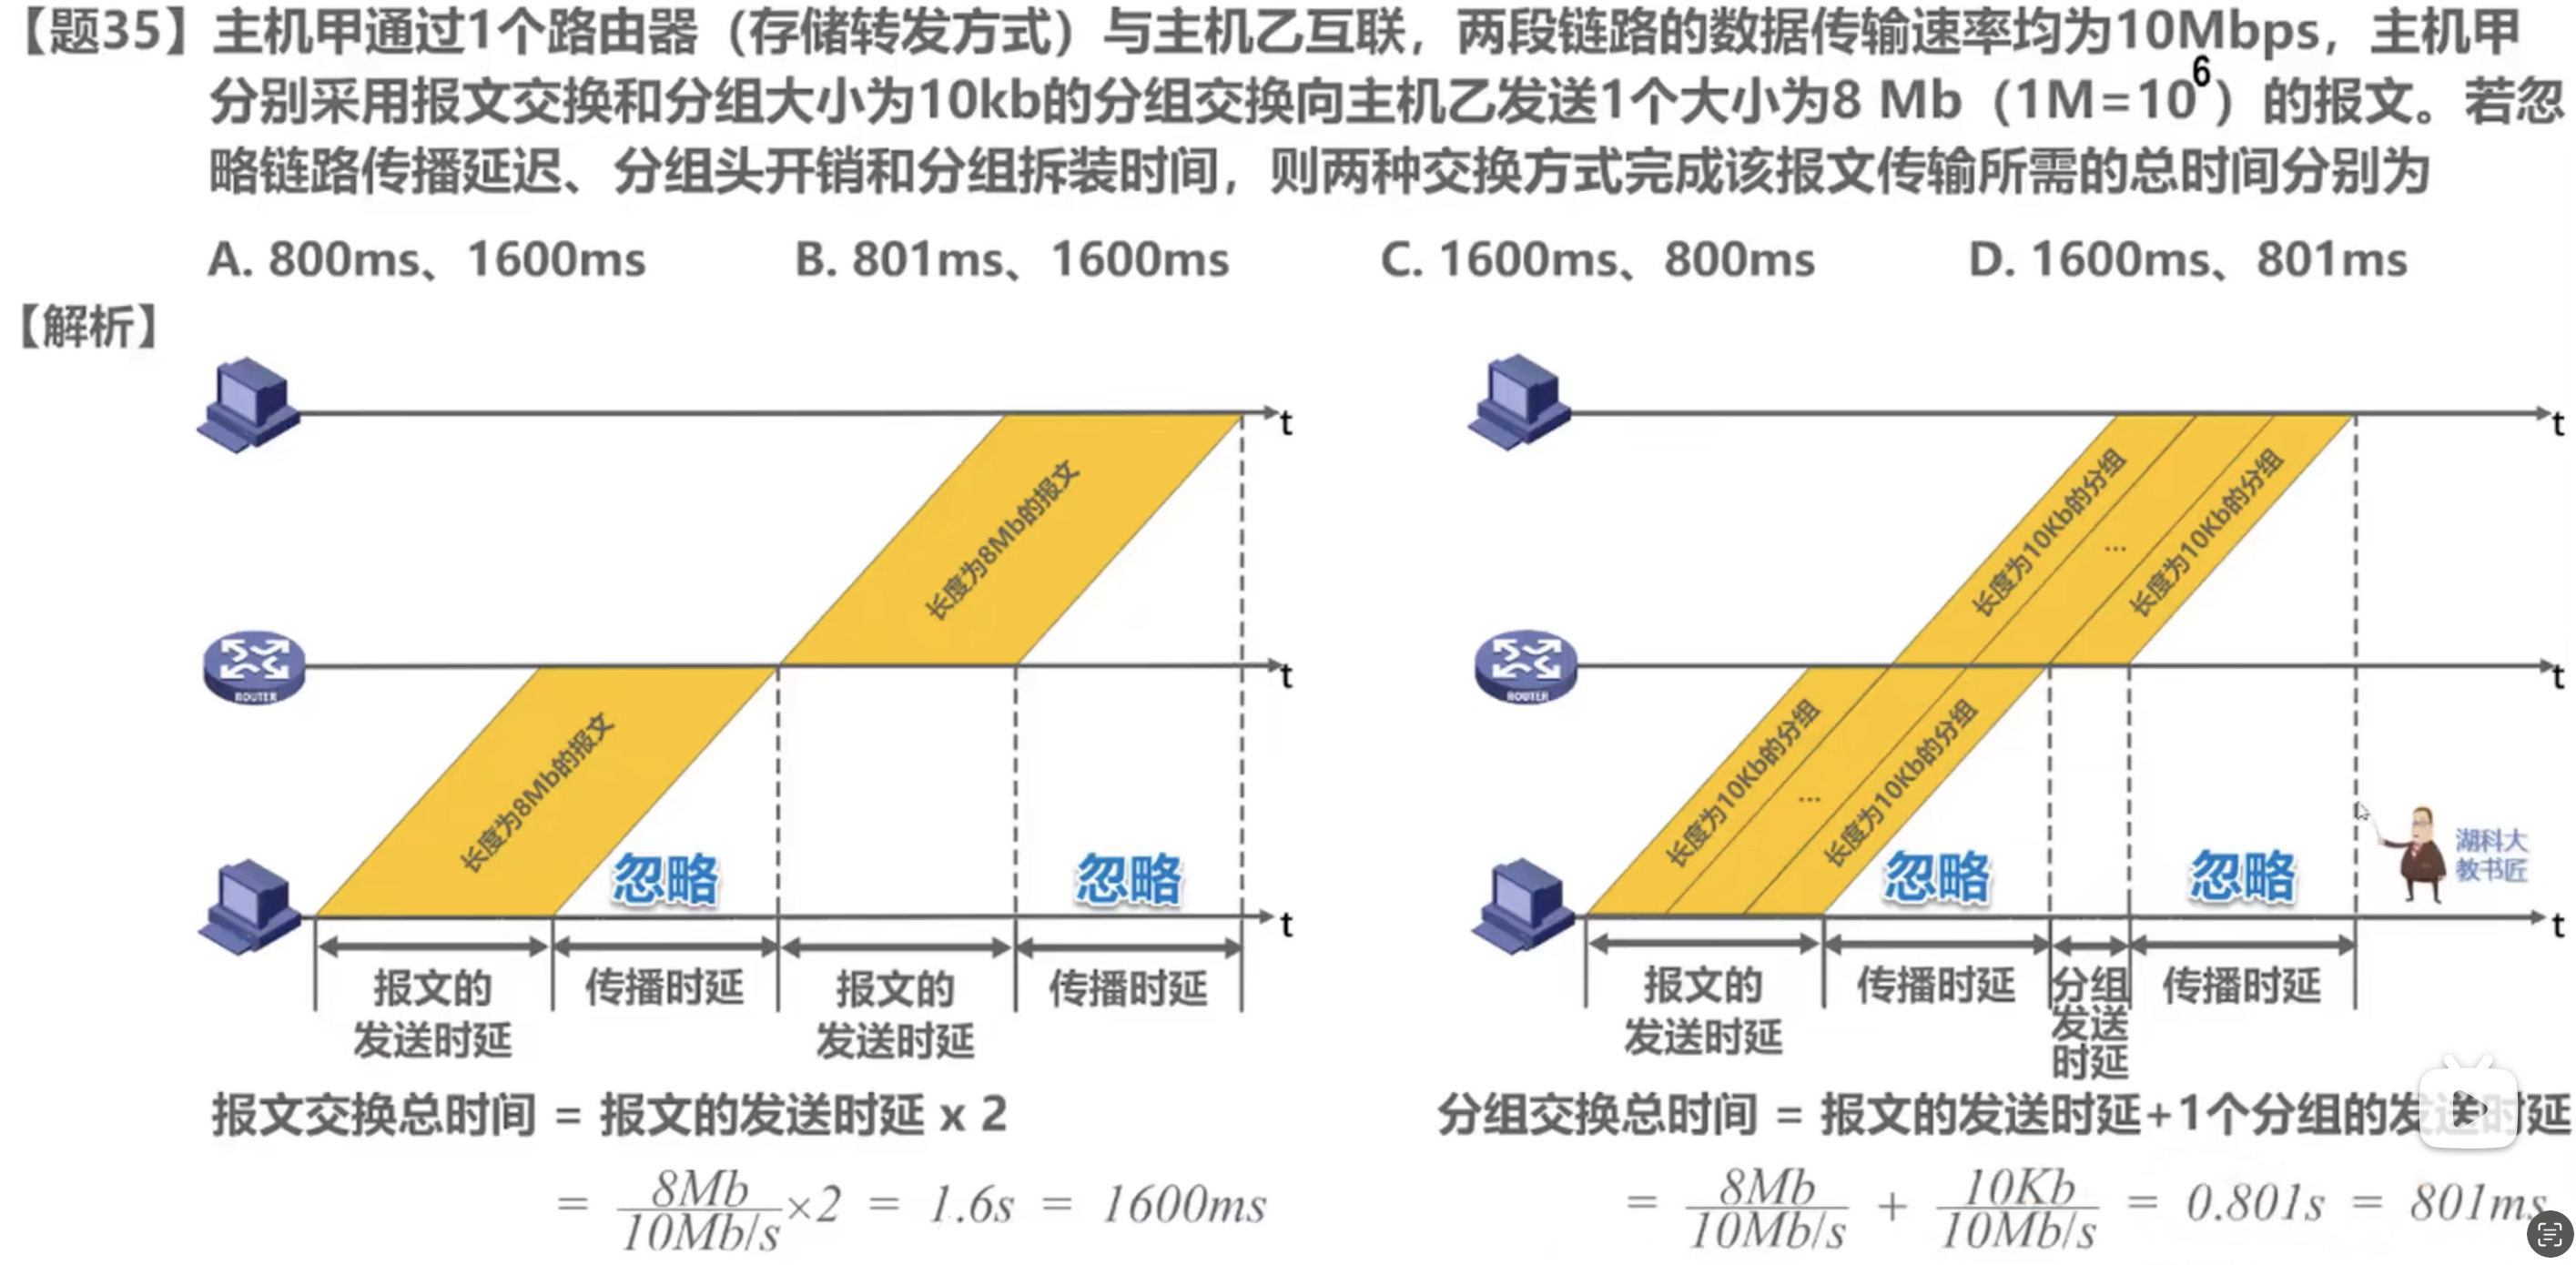 【题35】主机甲通过1个路由器（存储转发方式）与主机乙互联，两段链路的数据传输速率均为10Mbps，主机甲
分别采用报文交换和分组大小为10kb的分组交换向主机乙发送1个大小为8 Mb（1M=10⁶）的报文。若忽
略链路传播延迟、分组头开销和分组拆装时间，则两种交换方式完成该报文传输所需的总时间分别为
A. 800ms、1600ms B. 801ms、1600ms C. 1600ms、800ms D. 1600ms、801ms
【解析】
t
长度为8Mb的报文
ROUTER
t
长度为8Mb的报文
忽略
忽略
t
报文的
发送时延
传播时延
报文的
发送时延
传播时延
报文交换总时间 = 报文的发送时延 x 2
= 8Mb/10Mb/s ×2 = 1.6s = 1600ms
t
长度为10Kb的分组
...
长度为10Kb的分组
ROUTER
t
长度为10Kb的分组
...
长度为10Kb的分组
忽略
忽略
湖科大
教书匠
t
报文的
发送时延
传播时延
分组
发送
时延
传播时延
分组交换总时间 = 报文的发送时延+1个分组的发送时延
= 8Mb/10Mb/s + 10Kb/10Mb/s = 0.801s = 801ms